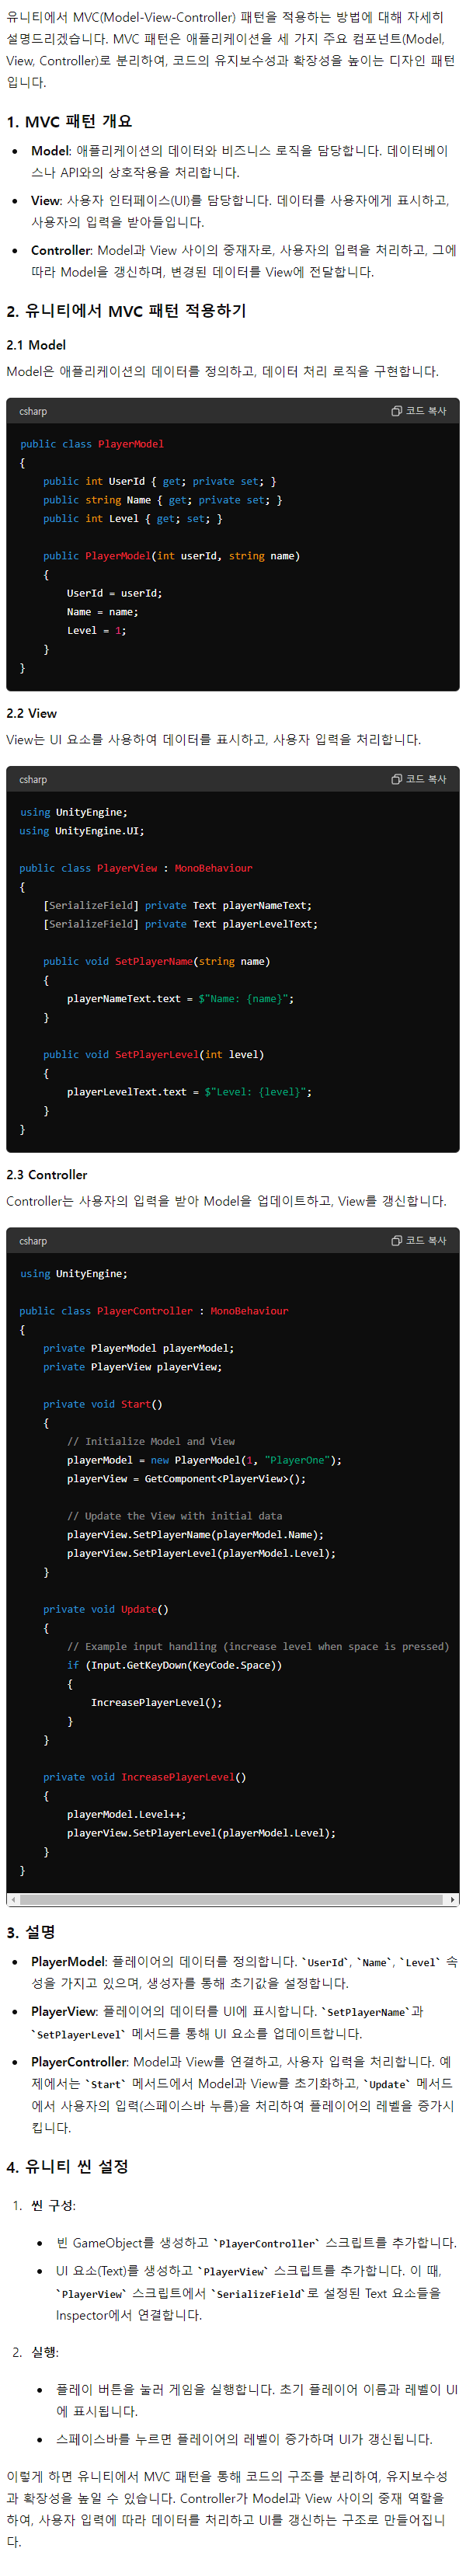 유니티에서 MVC(Model-View-Controller) 패턴을 적용하는 방법에 대해 자세히
설명드리겠습니다. MVC 패턴은 애플리케이션을 세 가지 주요 컴포넌트(Model,
View, Controller)로 분리하여, 코드의 유지보수성과 확장성을 높이는 디자인 패턴
입니다.
1. MVC 패턴 개요
• Model: 애플리케이션의 데이터와 비즈니스 로직을 담당합니다. 데이터베이
스나 API와의 상호작용을 처리합니다.
• View: 사용자 인터페이스(UI)를 담당합니다. 데이터를 사용자에게 표시하고,
사용자의 입력을 받아들입니다.
• Controller: Model과 View 사이의 중재자로, 사용자의 입력을 처리하고, 그에
따라 Model을 갱신하며, 변경된 데이터를 View에 전달합니다.
2. 유니티에서 MVC 패턴 적용하기
2.1 Model
Model은 애플리케이션의 데이터를 정의하고, 데이터 처리 로직을 구현합니다.
csharp 코드 복사
public class PlayerModel
{
    public int UserId { get; private set; }
    public string Name { get; private set; }
    public int Level { get; set; }
    public PlayerModel(int userId, string name)
    {
        UserId = userId;
        Name = name;
        Level = 1;
    }
}
2.2 View
View는 UI 요소를 사용하여 데이터를 표시하고, 사용자 입력을 처리합니다.
csharp 코드 복사
using UnityEngine;
using UnityEngine.UI;
public class PlayerView : MonoBehaviour
{
    [SerializeField] private Text playerNameText;
    [SerializeField] private Text playerLevelText;
    public void SetPlayerName(string name)
    {
        playerNameText.text = $"Name: {name}";
    }
    public void SetPlayerLevel(int level)
    {
        playerLevelText.text = $"Level: {level}";
    }
}
2.3 Controller
Controller는 사용자의 입력을 받아 Model을 업데이트하고, View를 갱신합니다.
csharp 코드 복사
using UnityEngine;
public class PlayerController : MonoBehaviour
{
    private PlayerModel playerModel;
    private PlayerView playerView;
    private void Start()
    {
        // Initialize Model and View
        playerModel = new PlayerModel(1, "PlayerOne");
        playerView = GetComponent<PlayerView>();
        // Update the View with initial data
        playerView.SetPlayerName(playerModel.Name);
        playerView.SetPlayerLevel(playerModel.Level);
    }
    private void Update()
    {
        // Example input handling (increase level when space is pressed)
        if (Input.GetKeyDown(KeyCode.Space))
        {
            IncreasePlayerLevel();
        }
    }
    private void IncreasePlayerLevel()
    {
        playerModel.Level++;
        playerView.SetPlayerLevel(playerModel.Level);
    }
}
3. 설명
• PlayerModel: 플레이어의 데이터를 정의합니다. `UserId`, `Name`, `Level` 속
성을 가지고 있으며, 생성자를 통해 초기값을 설정합니다.
• PlayerView: 플레이어의 데이터를 UI에 표시합니다. `SetPlayerName`과
`SetPlayerLevel` 메서드를 통해 UI 요소를 업데이트합니다.
• PlayerController: Model과 View를 연결하고, 사용자 입력을 처리합니다. 예
제에서는 `Start` 메서드에서 Model과 View를 초기화하고, `Update` 메서드
에서 사용자의 입력(스페이스바 누름)을 처리하여 플레이어의 레벨을 증가시
킵니다.
4. 유니티 씬 설정
1. 씬 구성:
• 빈 GameObject를 생성하고 `PlayerController` 스크립트를 추가합니다.
• UI 요소(Text)를 생성하고 `PlayerView` 스크립트를 추가합니다. 이 때,
`PlayerView` 스크립트에서 `SerializeField`로 설정된 Text 요소들을
Inspector에서 연결합니다.
2. 실행:
• 플레이 버튼을 눌러 게임을 실행합니다. 초기 플레이어 이름과 레벨이 UI
에 표시됩니다.
• 스페이스바를 누르면 플레이어의 레벨이 증가하며 UI가 갱신됩니다.
이렇게 하면 유니티에서 MVC 패턴을 통해 코드의 구조를 분리하여, 유지보수성
과 확장성을 높일 수 있습니다. Controller가 Model과 View 사이의 중재 역할을
하여, 사용자 입력에 따라 데이터를 처리하고 UI를 갱신하는 구조로 만들어집니
다.